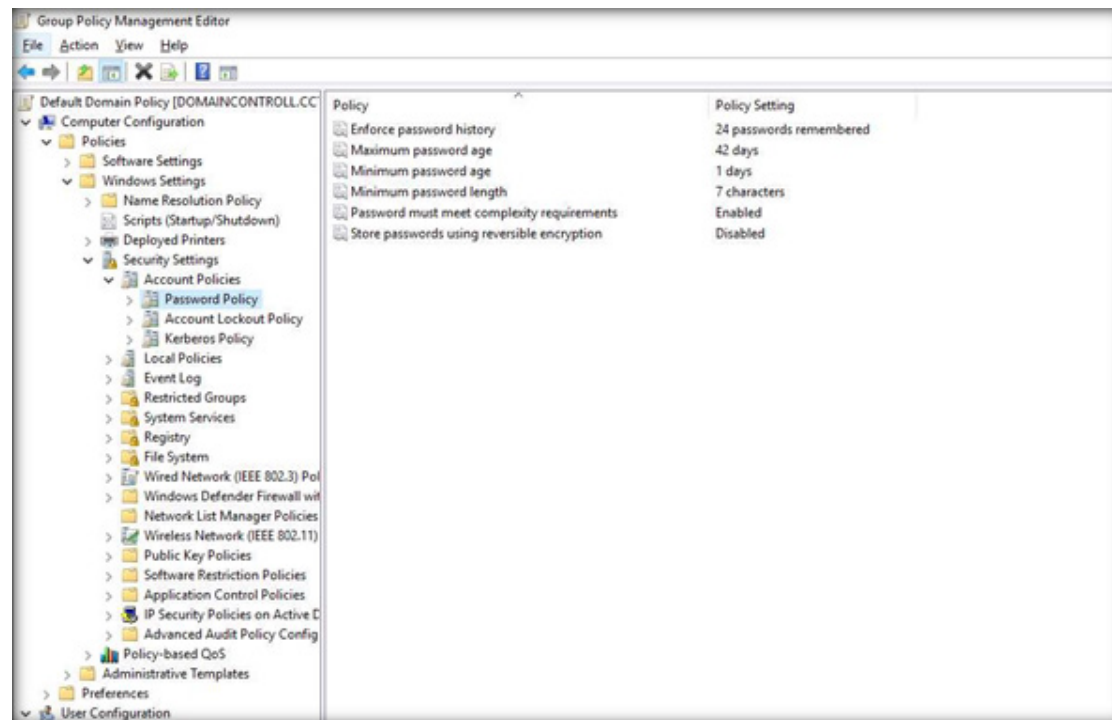 Group Policy Management Editor
File Action View Help
Default Domain Policy [DOMAINCONTROLL.CC
Computer Configuration
Policies
Software Settings
Windows Settings
Name Resolution Policy
Scripts (Startup/Shutdown)
Deployed Printers
Security Settings
Account Policies
Password Policy
Account Lockout Policy
Kerberos Policy
Local Policies
Event Log
Restricted Groups
System Services
Registry
File System
Wired Network (IEEE 802.3) Pol
Windows Defender Firewall wit
Network List Manager Policies
Wireless Network (IEEE 802.11)
Public Key Policies
Software Restriction Policies
Application Control Policies
IP Security Policies on Active D
Advanced Audit Policy Config
Policy-based QoS
Administrative Templates
Preferences
User Configuration
Policy Policy Setting
Enforce password history 24 passwords remembered
Maximum password age 42 days
Minimum password age 1 days
Minimum password length 7 characters
Password must meet complexity requirements Enabled
Store passwords using reversible encryption Disabled